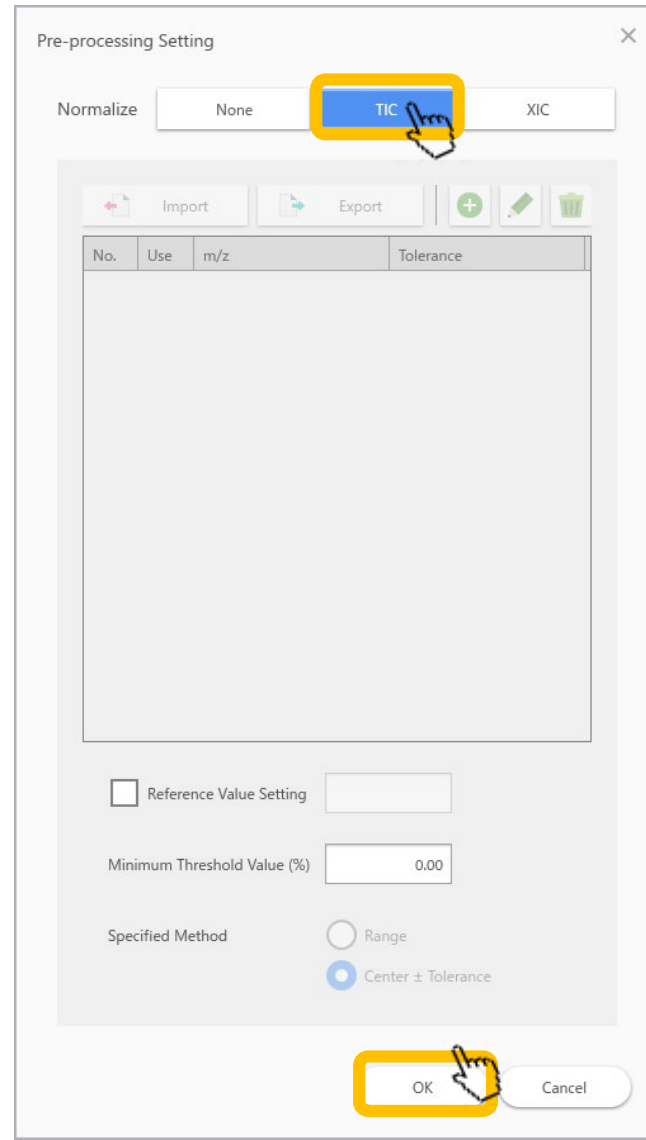 Pre-processing Setting
Normalize None TIC XIC
Import Export
No. Use m/z Tolerance
Reference Value Setting
Minimum Threshold Value (%) 0.00
Specified Method Range
Center ± Tolerance
OK Cancel